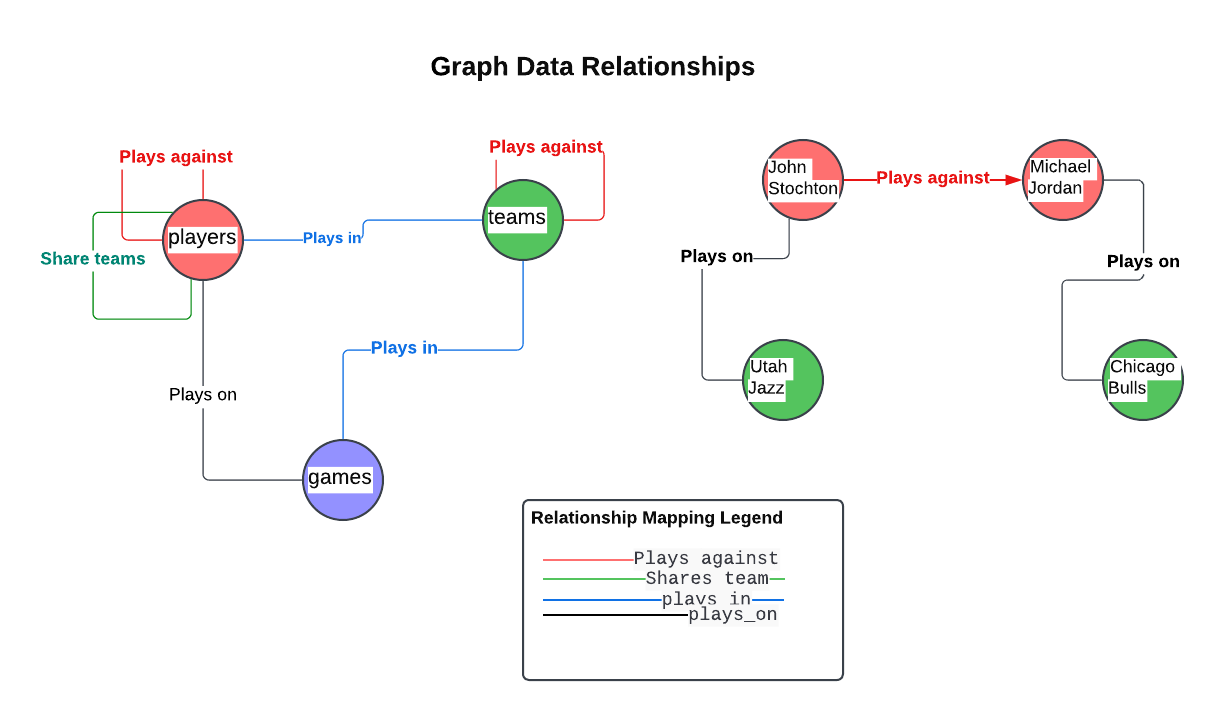 Graph Data Relationships
Plays against
Plays against
players
Share teams
Plays in
teams
Plays on
Plays in
games
John
Stochton
Plays against
Michael
Jordan
Plays on
Plays on
Utah
Jazz
Chicago
Bulls
Relationship Mapping Legend
Plays against
Shares team
plays in
plays_on